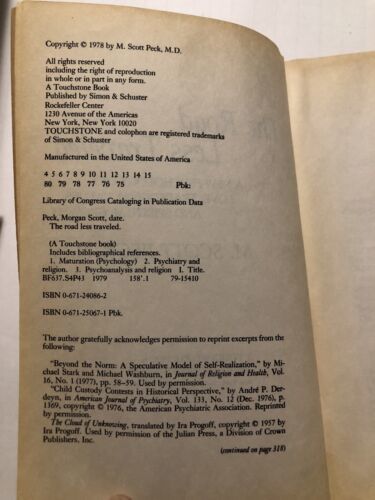 Copyright © 1978 by M. Scott Peck, M.D.
All rights reserved
including the right of reproduction
in whole or in part in any form.
A Touchstone Book
Published by Simon & Schuster
Rockefeller Center
1230 Avenue of the Americas
New York, New York 10020
TOUCHSTONE and colophon are registered trademarks
of Simon & Schuster
Manufactured in the United States of America
4 5 6 7 8 9 10 11 12 13 14 15
80 79 78 77 76 75 Pbk:
Library of Congress Cataloging in Publication Data
Peck, Morgan Scott, date.
The road less traveled.
(A Touchstone book)
Includes bibliographical references.
1. Maturation (Psychology) 2. Psychiatry and
religion. 3. Psychoanalysis and religion I. Title.
BF637.S4P43 1979 158'.1 79-15410
ISBN 0-671-24086-2
ISBN 0-671-25067-1 Pbk.
The author gratefully acknowledges permission to reprint excerpts from the
following:
"Beyond the Norm: A Speculative Model of Self-Realization," by Mi-
chael Stark and Michael Washburn, in Journal of Religion and Health, Vol.
16, No. 1 (1977), pp. 58–59. Used by permission.
"Child Custody Contests in Historical Perspective," by André P. Der-
deyn, in American Journal of Psychiatry, Vol. 133, No. 12 (Dec. 1976), p.
1369, copyright © 1976, the American Psychiatric Association. Reprinted
by permission.
The Cloud of Unknowing, translated by Ira Progoff, copyright © 1957 by
Ira Progoff. Used by permission of the Julian Press, a Division of Crown
Publishers, Inc.
(continued on page 318)